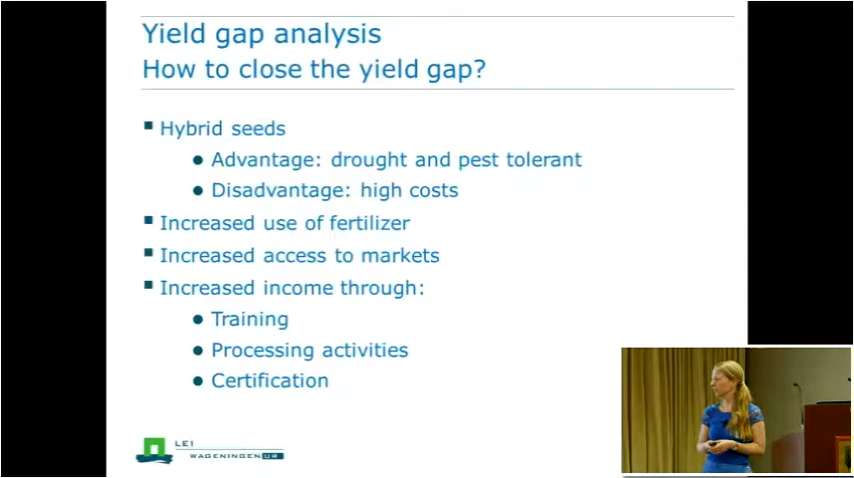 Yield gap analysis
How to close the yield gap?
Hybrid seeds
Advantage: drought and pest tolerant
Disadvantage: high costs
Increased use of fertilizer
Increased access to markets
Increased income through:
Training
Processing activities
Certification
LEI
WAGENINGEN UR